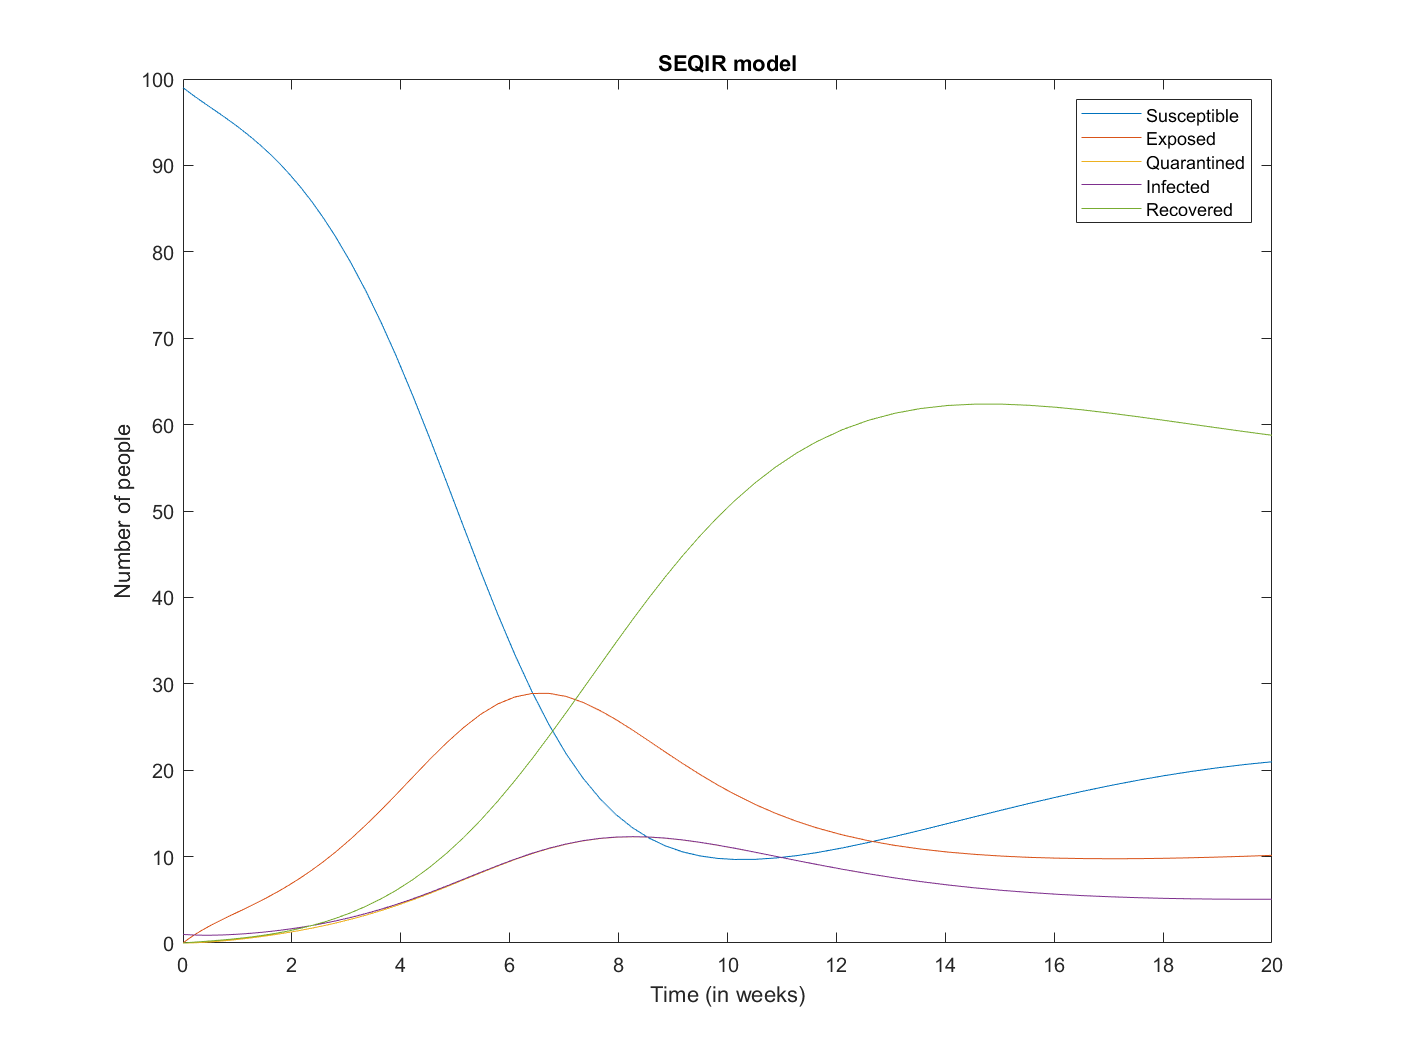 SEQIR model
100
90
80
70
60
50
40
30
20
10
0
Number of people
Susceptible
Exposed
Quarantined
Infected
Recovered
0 2 4 6 8 10 12 14 16 18 20
Time (in weeks)